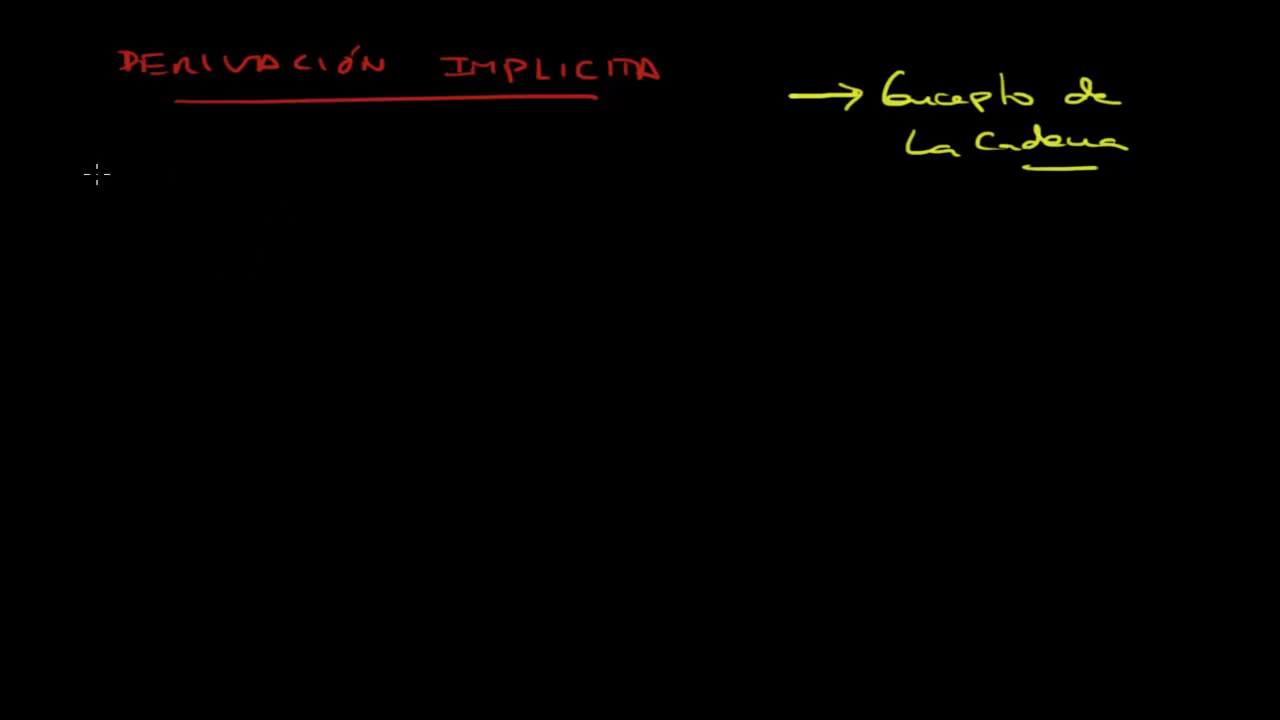 DERIVACIÓN IMPLICITA
→ Concepto de
La Cadena